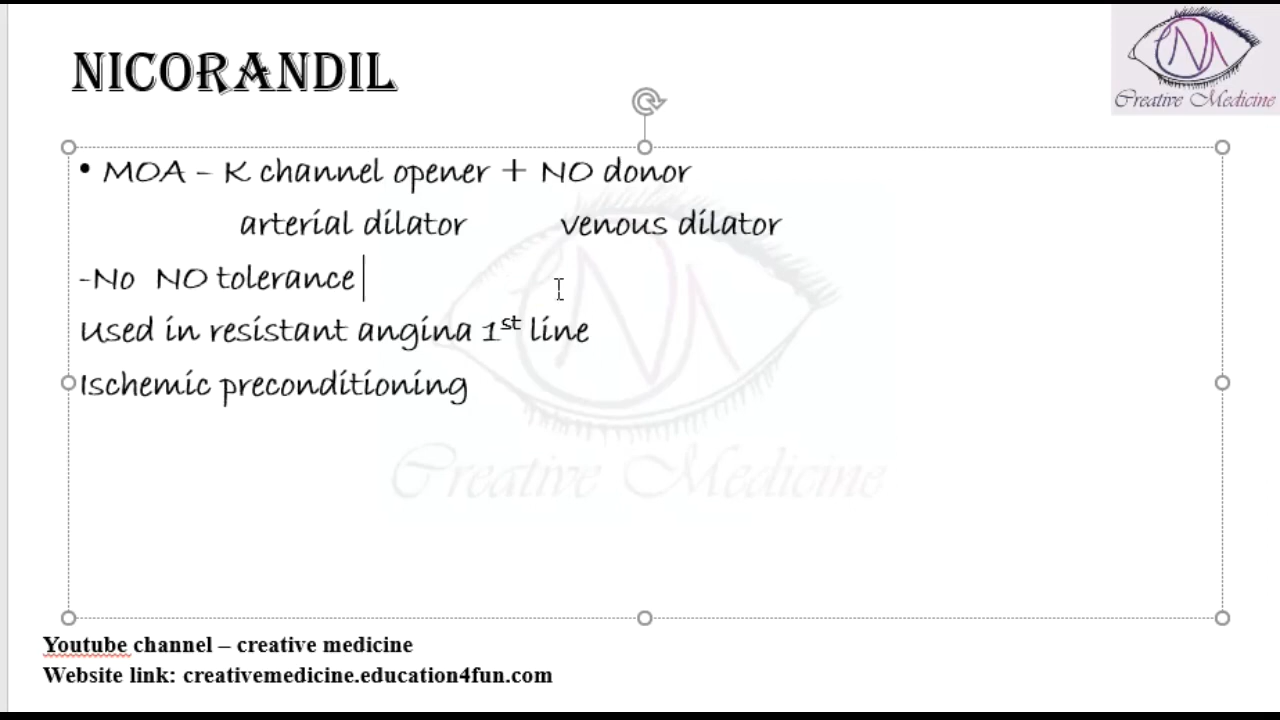 NICORANDIL
Creative Medicine
• MOA – K channel opener + NO donor
arterial dilator venous dilator
-No NO tolerance
Used in resistant angina 1st line
Ischemic preconditioning
Creative Medicine
Youtube channel – creative medicine
Website link: creativemedicine.education4fun.com